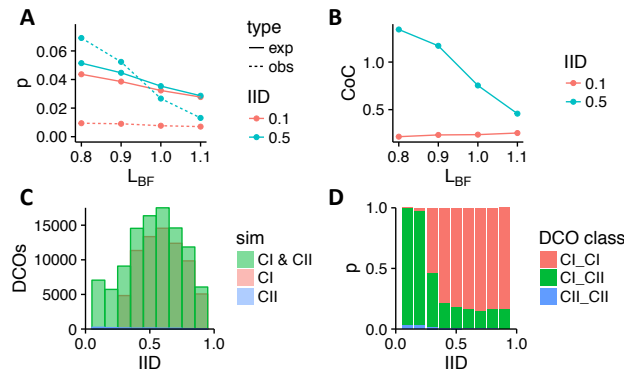 A
p
0.06
0.04
0.02
0.00
0.8 0.9 1.0 1.1
L_BF
type
exp
obs
IID
0.1
0.5
B
CoC
1.0
0.5
0.8 0.9 1.0 1.1
L_BF
IID
0.1
0.5
C
DCOs
15000
10000
5000
0
0.0 0.5 1.0
IID
sim
CI & CII
CI
CII
D
p
1.0
0.5
0.0
0.0 0.5 1.0
IID
DCO class
CI_CI
CI_CII
CII_CII